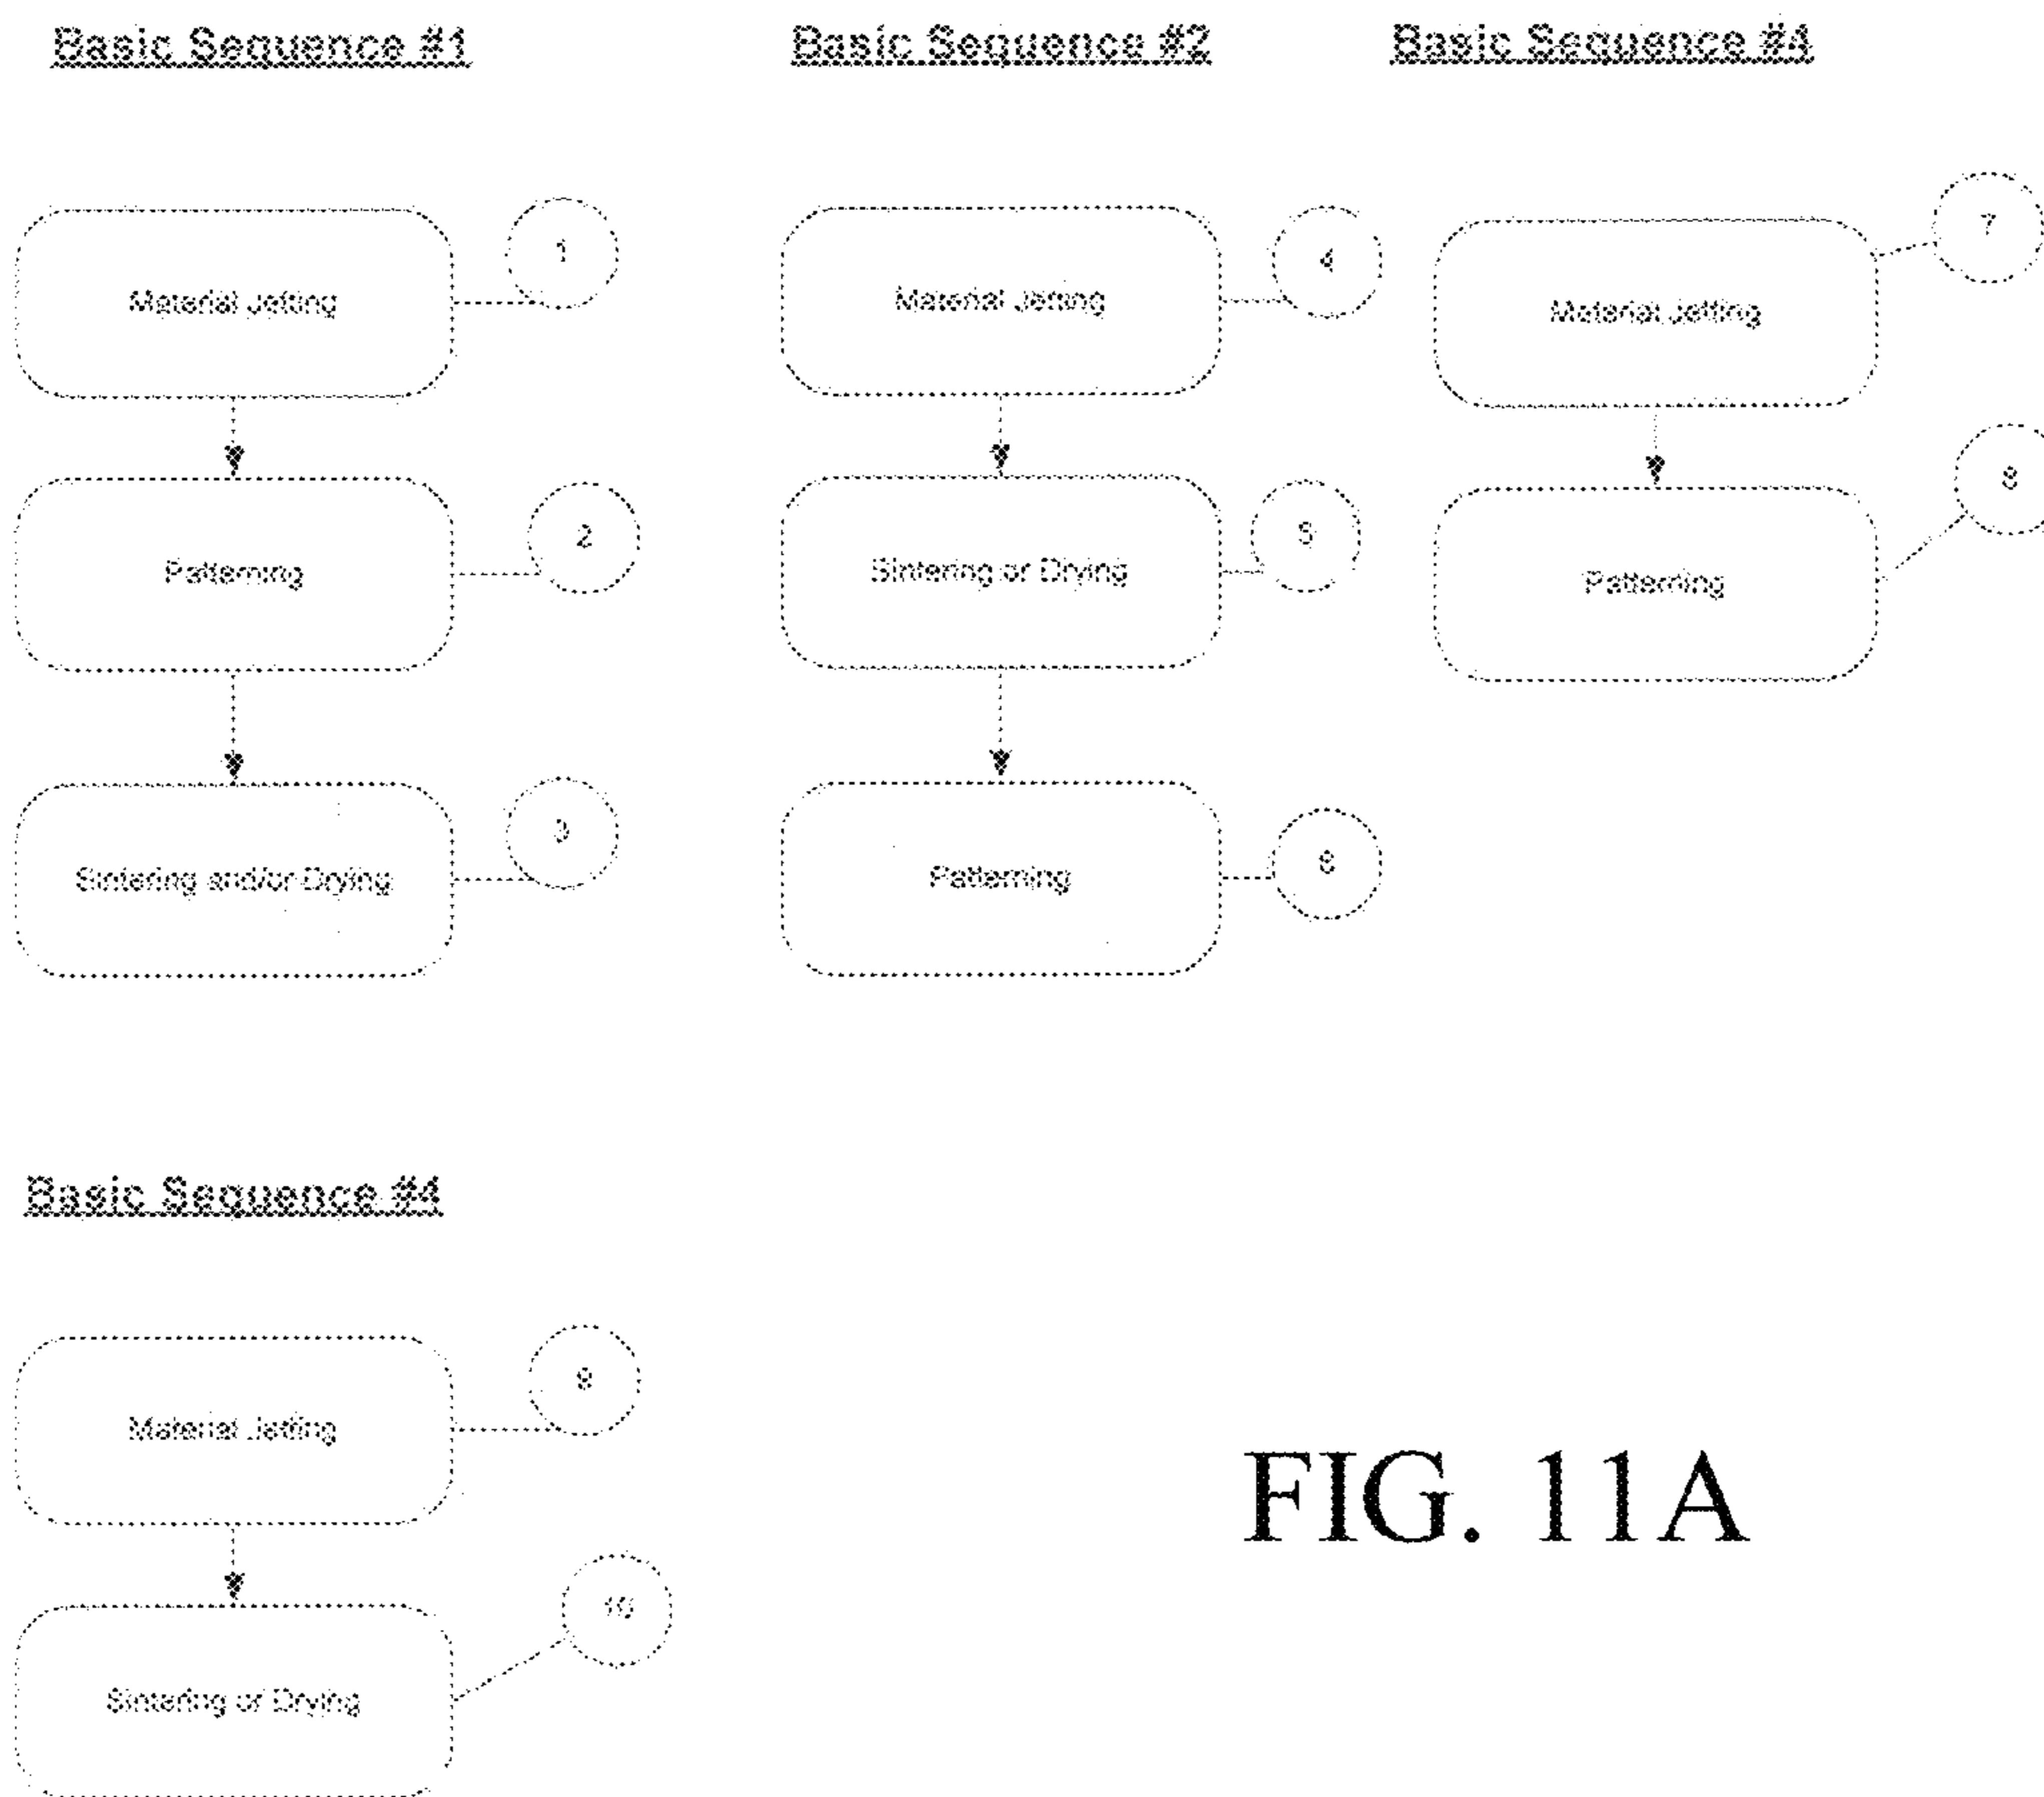 Basic Sequence #1
Material Jetting
1
Patterning
2
Sintering and/or Drying
3
Basic Sequence #2
Material Jetting
4
Sintering or Drying
5
Patterning
6
Basic Sequence #4
Material Jetting
7
Patterning
8
Basic Sequence #4
Material Jetting
9
Sintering or Drying
10
FIG. 11A